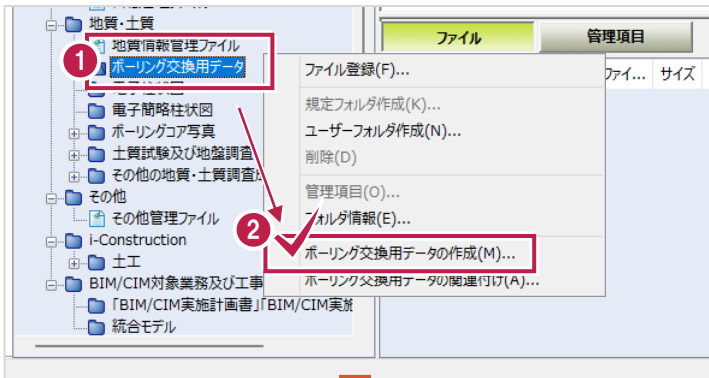 地質・土質
地質情報管理ファイル
1
ボーリング交換用データ
電子簡略柱状図
ボーリングコア写真
土質試験及び地盤調査
その他の地質・土質調査
その他
その他管理ファイル
i-Construction
土工
BIM/CIM対象業務及び工事
「BIM/CIM実施計画書」「BIM/CIM実施
統合モデル
ファイル
管理項目
ファイ...
サイズ
ファイル登録(F)...
規定フォルダ作成(K)...
ユーザーフォルダ作成(N)...
削除(D)
管理項目(O)...
フォルダ情報(E)...
2
ボーリング交換用データの作成(M)...
ボーリング交換用データの関連付け(A)...